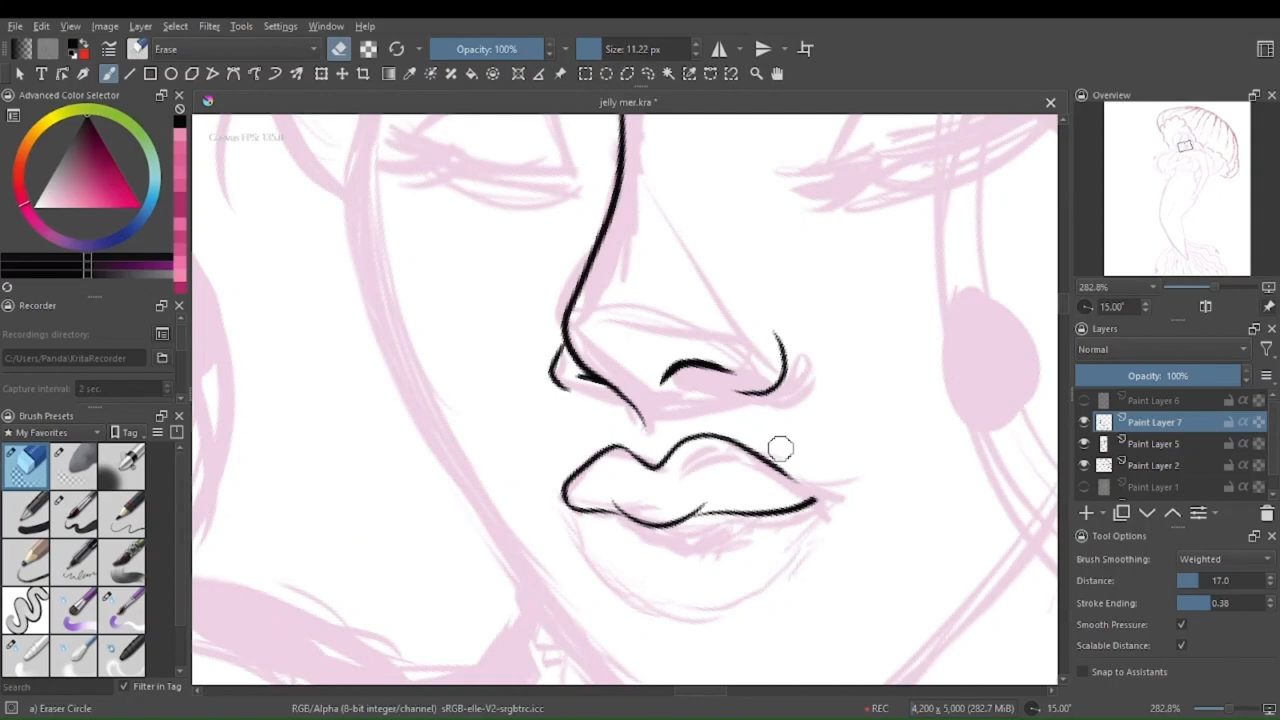 File Edit View Image Layer Select Filter Tools Settings Window Help
Erase Opacity: 100% Size: 11.22 px
Advanced Color Selector
jelly mer.kra *
Overview
Canvas FPS: 135.0
282.8%
15.00°
Recorder
Recordings directory:
C:/Users/Panda/KritaRecorder
Capture interval: 2 sec.
Layers
Normal
Opacity: 100%
Paint Layer 6
Paint Layer 7
Paint Layer 5
Paint Layer 2
Paint Layer 1
Brush Presets
My Favorites Tag
Tool Options
Brush Smoothing: Weighted
Distance: 17.0
Stroke Ending: 0.38
Smooth Pressure:
Scalable Distance:
Snap to Assistants
Search Filter in Tag
a) Eraser Circle RGB/Alpha (8-bit integer/channel) sRGB-elle-V2-srgbtrc.icc REC 4,200 x 5,000 (282.7 MiB) 15.00° 282.8%